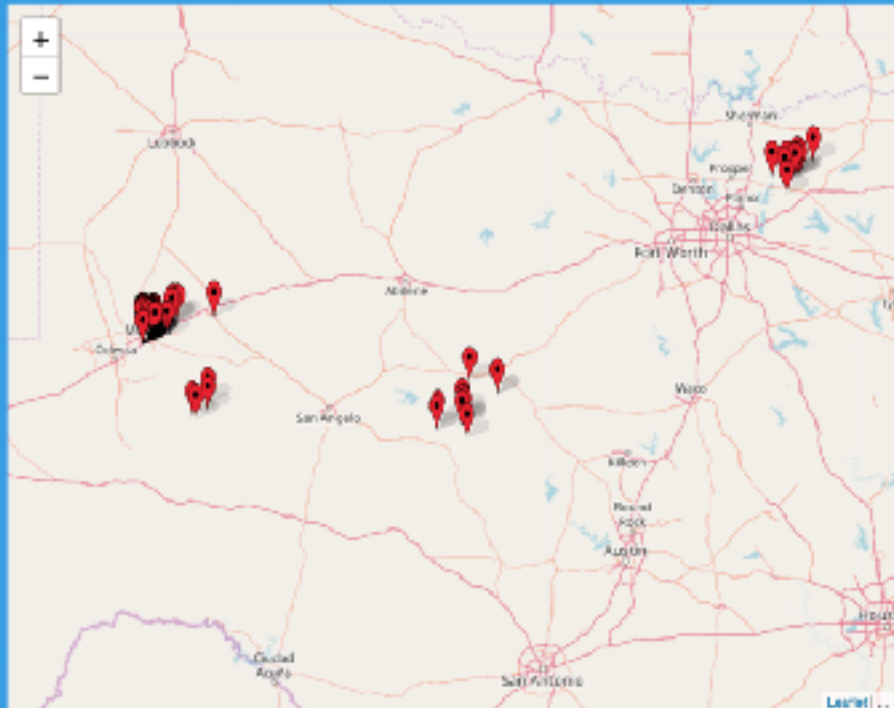 +
−
Sherman
Lubbock
Prosper
Denton
Plano
Dallas
Fort Worth
Abilene
Odessa
Waco
San Angelo
Killeen
Round
Rock
Austin
Ciudad
Acuña
San Antonio
Leaflet